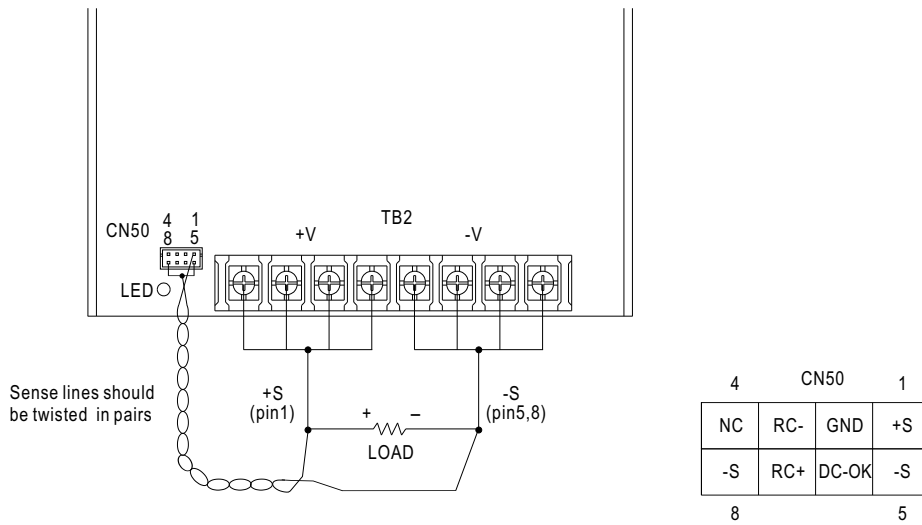 TB2
CN50
4 1
8 5
+V
-V
LED
Sense lines should
be twisted in pairs
+S
(pin1)
-S
(pin5,8)
+ –
LOAD
4 CN50 1
NC RC- GND +S
-S RC+ DC-OK -S
8 5